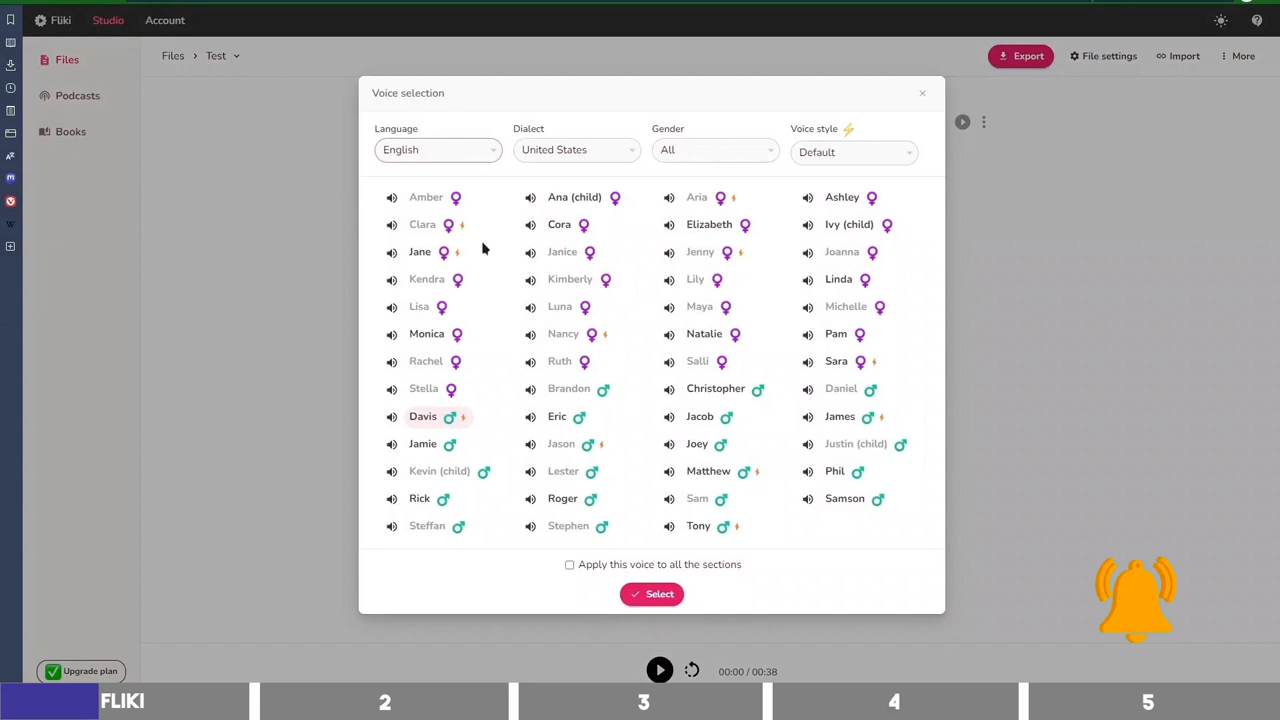 Fliki Studio Account
Files Files > Test Export File settings Import More
Podcasts
Books
Voice selection
Language Dialect Gender Voice style
English United States All Default
Amber Ana (child) Aria Ashley
Clara Cora Elizabeth Ivy (child)
Jane Janice Jenny Joanna
Kendra Kimberly Lily Linda
Lisa Luna Maya Michelle
Monica Nancy Natalie Pam
Rachel Ruth Salli Sara
Stella Brandon Christopher Daniel
Davis Eric Jacob James
Jamie Jason Joey Justin (child)
Kevin (child) Lester Matthew Phil
Rick Roger Sam Samson
Steffan Stephen Tony
Apply this voice to all the sections
Select
Upgrade plan 00:00 / 00:38
FLIKI 2 3 4 5